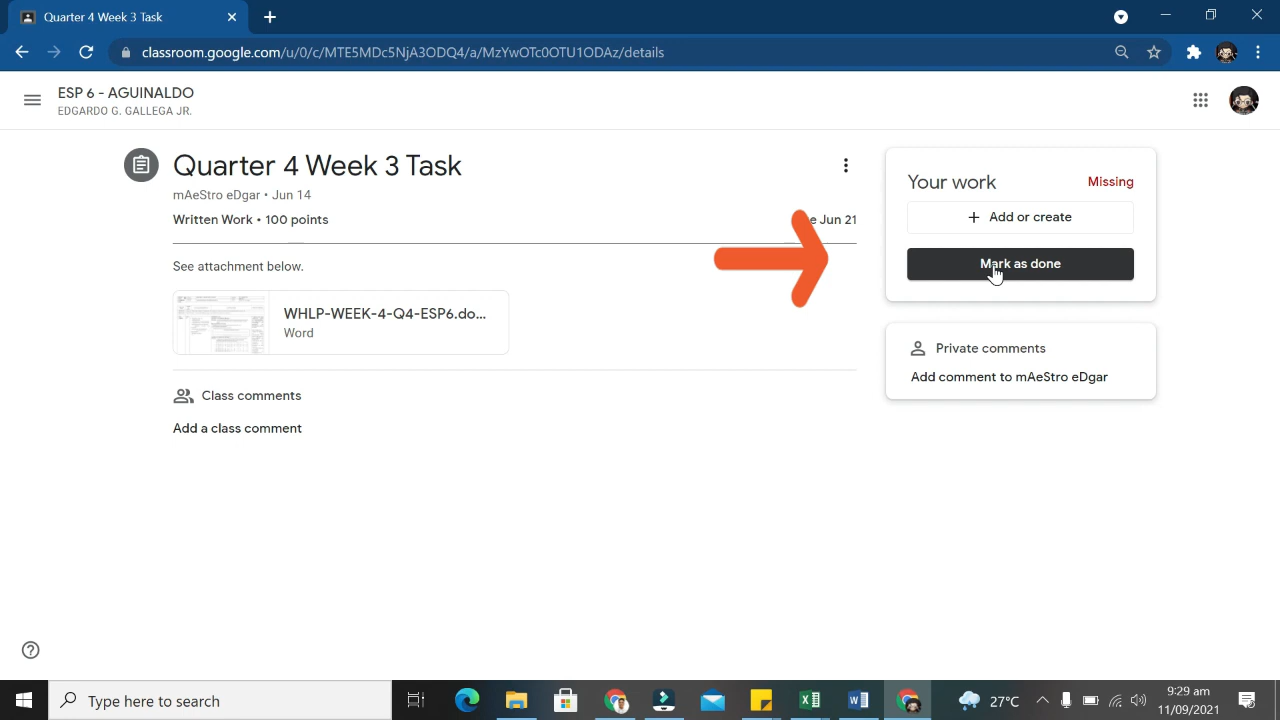 Quarter 4 Week 3 Task
classroom.google.com/u/0/c/MTE5MDc5NjA3ODQ4/a/MzYwOTc0OTU1ODAz/details
ESP 6 - AGUINALDO
EDGARDO G. GALLEGA JR.
Quarter 4 Week 3 Task
mAeStro eDgar • Jun 14
Written Work • 100 points
Jun 21
See attachment below.
WHLP-WEEK-4-Q4-ESP6.do...
Word
Class comments
Add a class comment
Your work
Missing
+ Add or create
Mark as done
Private comments
Add comment to mAeStro eDgar
Type here to search
27°C
9:29 am
11/09/2021